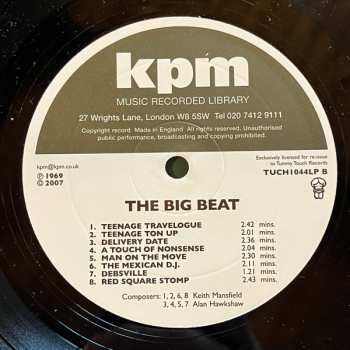 kpm
MUSIC RECORDED LIBRARY
27 Wrights Lane, London W8 5SW Tel 020 7412 9111
Copyright record. Made in England All rights reserved. Unauthorised
public performance, broadcasting and copying prohibited.
kpm@kpm.co.uk
Exclusively licensed for re-issue
to Tummy Touch Records
℗ 1969
© 2007
TUCH1044LP B
THE BIG BEAT
1. TEENAGE TRAVELOGUE 2.42 mins.
2. TEENAGE TON UP 2.01 mins.
3. DELIVERY DATE 2.36 mins.
4. A TOUCH OF NONSENSE 2.04 mins.
5. MAN ON THE MOVE 2.30 mins.
6. THE MEXICAN D.J. 2.11 mins.
7. DEBSVILLE 1.21 mins.
8. RED SQUARE STOMP 2.43 mins.
Composers: 1, 2, 6, 8 Keith Mansfield
3, 4, 5, 7 Alan Hawkshaw